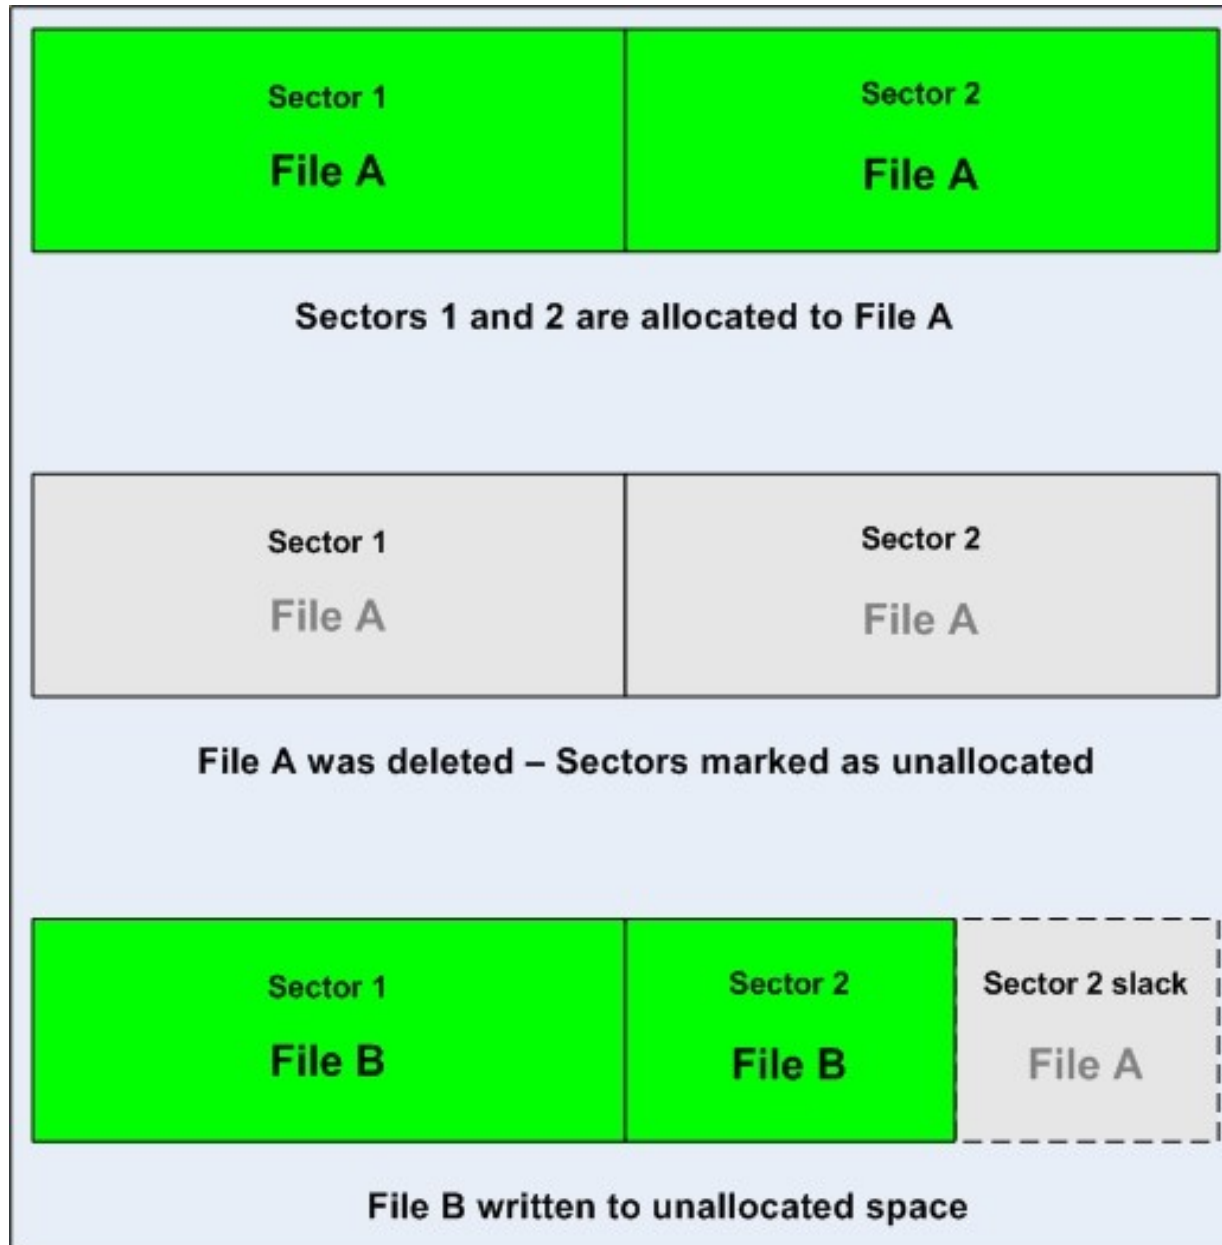 Sector 1
Sector 2
File A
File A
Sectors 1 and 2 are allocated to File A
Sector 1
Sector 2
File A
File A
File A was deleted – Sectors marked as unallocated
Sector 1
Sector 2
Sector 2 slack
File B
File B
File A
File B written to unallocated space